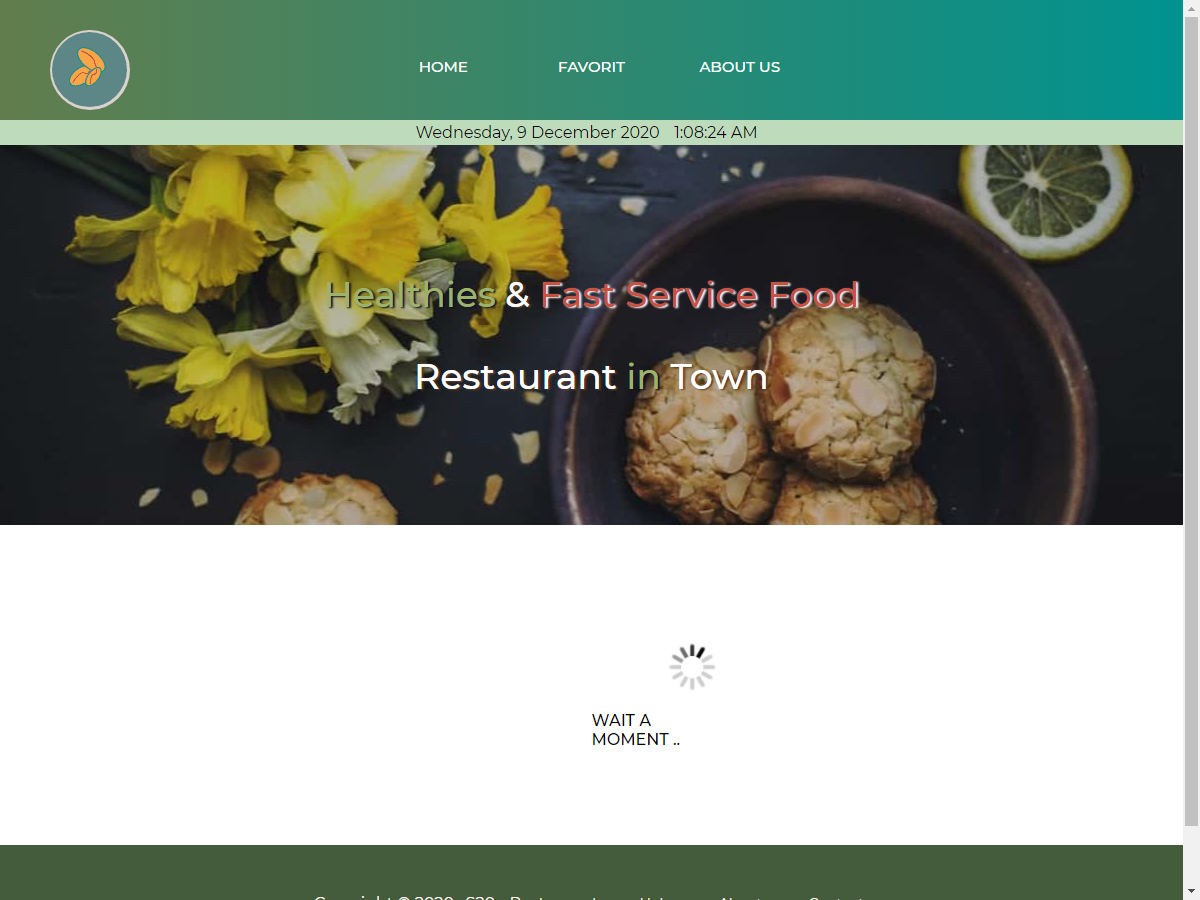 HOME FAVORIT ABOUT US
Wednesday, 9 December 2020 1:08:24 AM
Healthies & Fast Service Food
Restaurant in Town
WAIT A
MOMENT ..